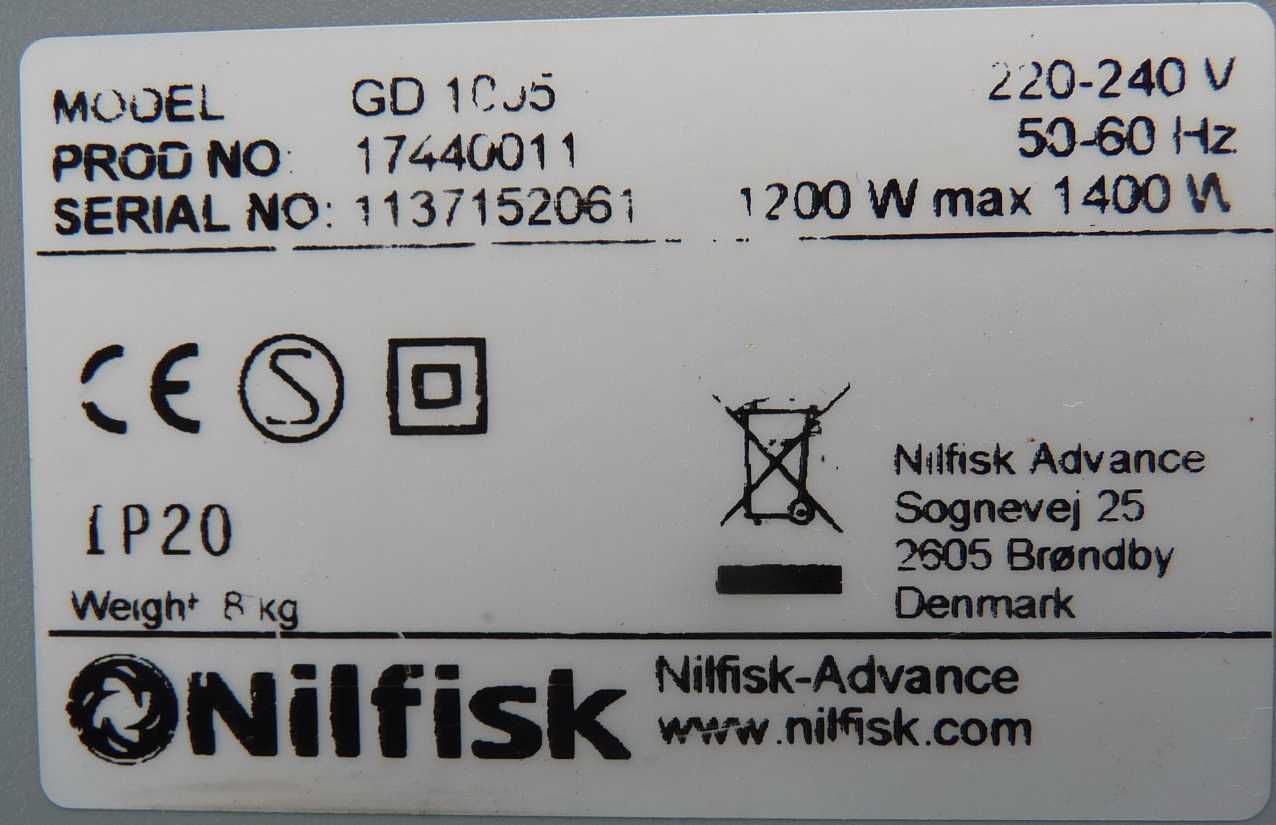 MODEL GD 1005
PROD NO: 17440011
SERIAL NO: 1137152061
220-240 V
50-60 Hz
1200 W max 1400 W
CE S
IP20
Weight 8 kg
Nilfisk Advance
Sognevej 25
2605 Brøndby
Denmark
Nilfisk
Nilfisk-Advance
www.nilfisk.com